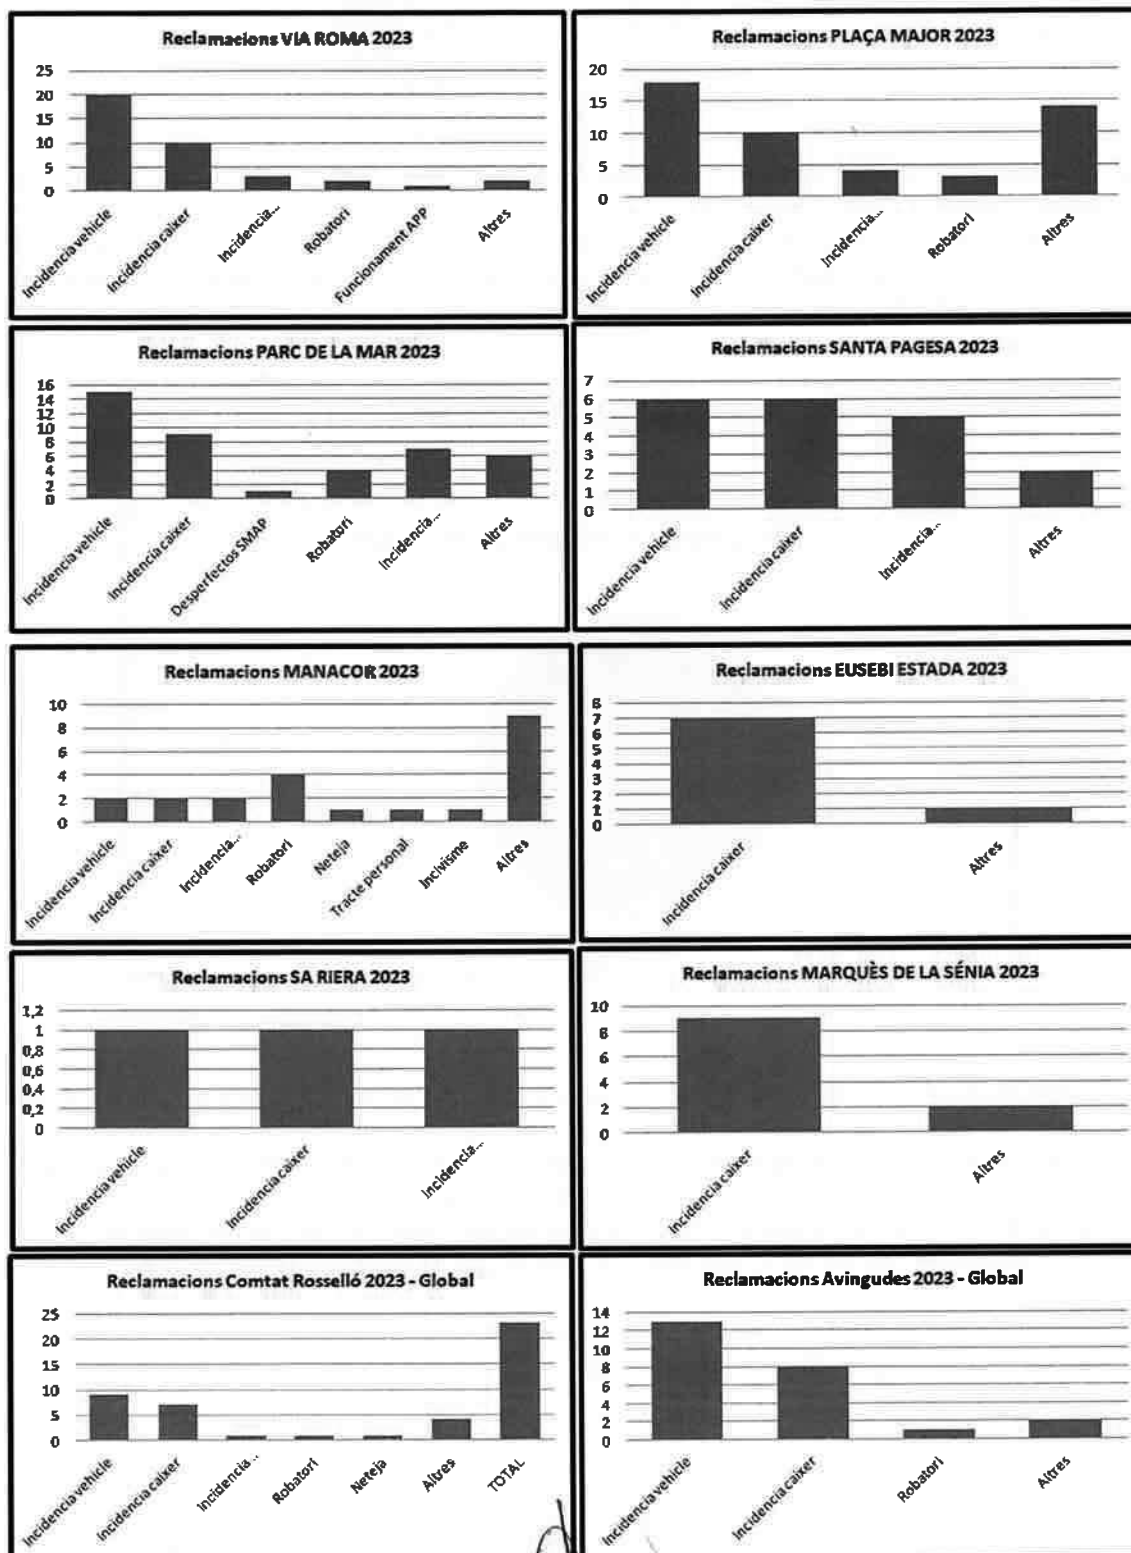 Reclamacions VIA ROMA 2023
25
20
15
10
5
0
Incidencia vehicle
Incidencia caixer
Incidencia...
Robatori
Funcionament APP
Altres
Reclamacions PLAÇA MAJOR 2023
20
15
10
5
0
Incidencia vehicle
Incidencia caixer
Incidencia...
Robatori
Altres
Reclamacions PARC DE LA MAR 2023
16
14
12
10
8
6
4
2
0
Incidencia vehicle
Incidencia caixer
Desperfectos SMAP
Robatori
Incidencia...
Altres
Reclamacions SANTA PAGESA 2023
7
6
5
4
3
2
1
0
Incidencia vehicle
Incidencia caixer
Incidencia...
Altres
Reclamacions MANACOR 2023
10
8
6
4
2
0
Incidencia vehicle
Incidencia caixer
Incidencia...
Robatori
Neteja
Tracte personal
Incivisme
Altres
Reclamacions EUSEBI ESTADA 2023
8
7
6
5
4
3
2
1
0
Incidencia caixer
Altres
Reclamacions SA RIERA 2023
1,2
1
0,8
0,6
0,4
0,2
0
Incidencia vehicle
Incidencia caixer
Incidencia...
Reclamacions MARQUÈS DE LA SÉNIA 2023
10
8
6
4
2
0
Incidencia caixer
Altres
Reclamacions Comtat Rosselló 2023 - Global
25
20
15
10
5
0
Incidencia vehicle
Incidencia caixer
Incidencia...
Robatori
Neteja
Altres
TOTAL
Reclamacions Avingudes 2023 - Global
14
12
10
8
6
4
2
0
Incidencia vehicle
Incidencia caixer
Robatori
Altres